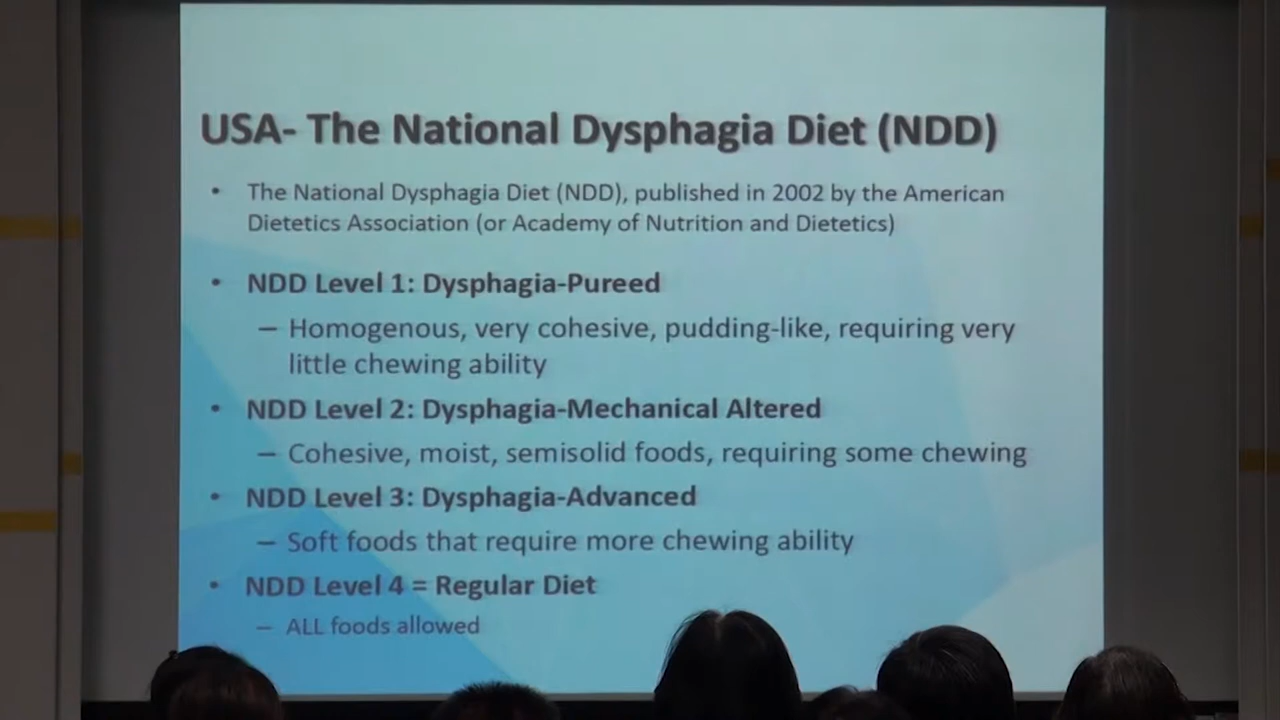 USA- The National Dysphagia Diet (NDD)
• The National Dysphagia Diet (NDD), published in 2002 by the American
Dietetics Association (or Academy of Nutrition and Dietetics)
• NDD Level 1: Dysphagia-Pureed
– Homogenous, very cohesive, pudding-like, requiring very
little chewing ability
• NDD Level 2: Dysphagia-Mechanical Altered
– Cohesive, moist, semisolid foods, requiring some chewing
• NDD Level 3: Dysphagia-Advanced
– Soft foods that require more chewing ability
• NDD Level 4 = Regular Diet
– ALL foods allowed